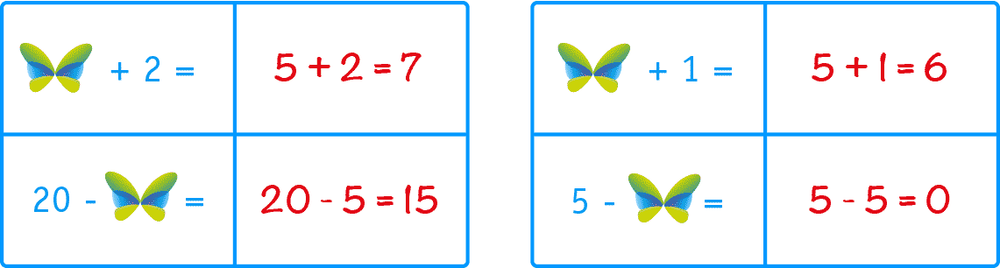 + 2 = 5 + 2 = 7
20 - = 20 - 5 = 15
+ 1 = 5 + 1 = 6
5 - = 5 - 5 = 0